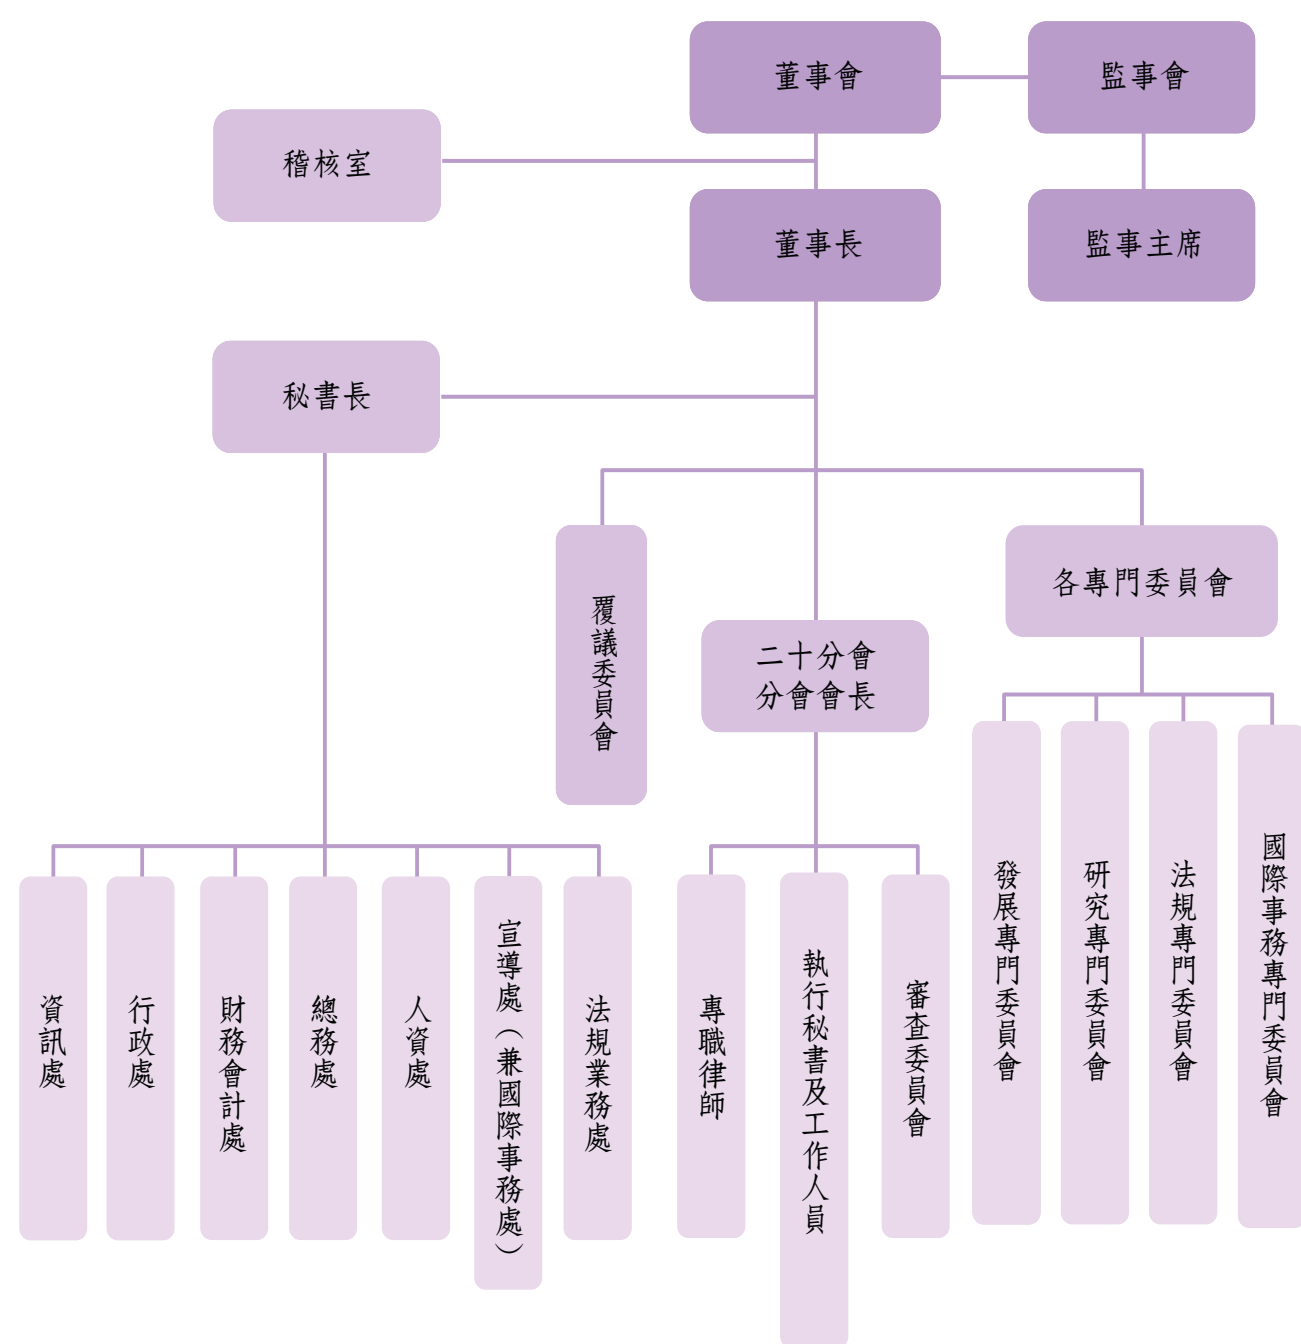 董事會
監事會
稽核室
董事長
監事主席
秘書長
覆議委員會
二十分會
分會會長
各專門委員會
資訊處
行政處
財務會計處
總務處
人資處
宣導處（兼國際事務處）
法規業務處
專職律師
執行秘書及工作人員
審查委員會
發展專門委員會
研究專門委員會
法規專門委員會
國際事務專門委員會